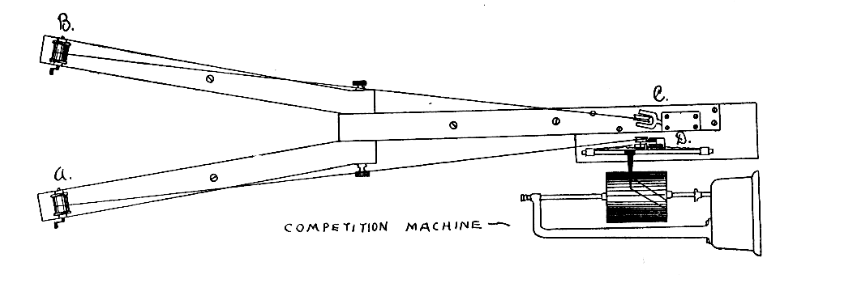 B.
C.
D.
A.
COMPETITION MACHINE